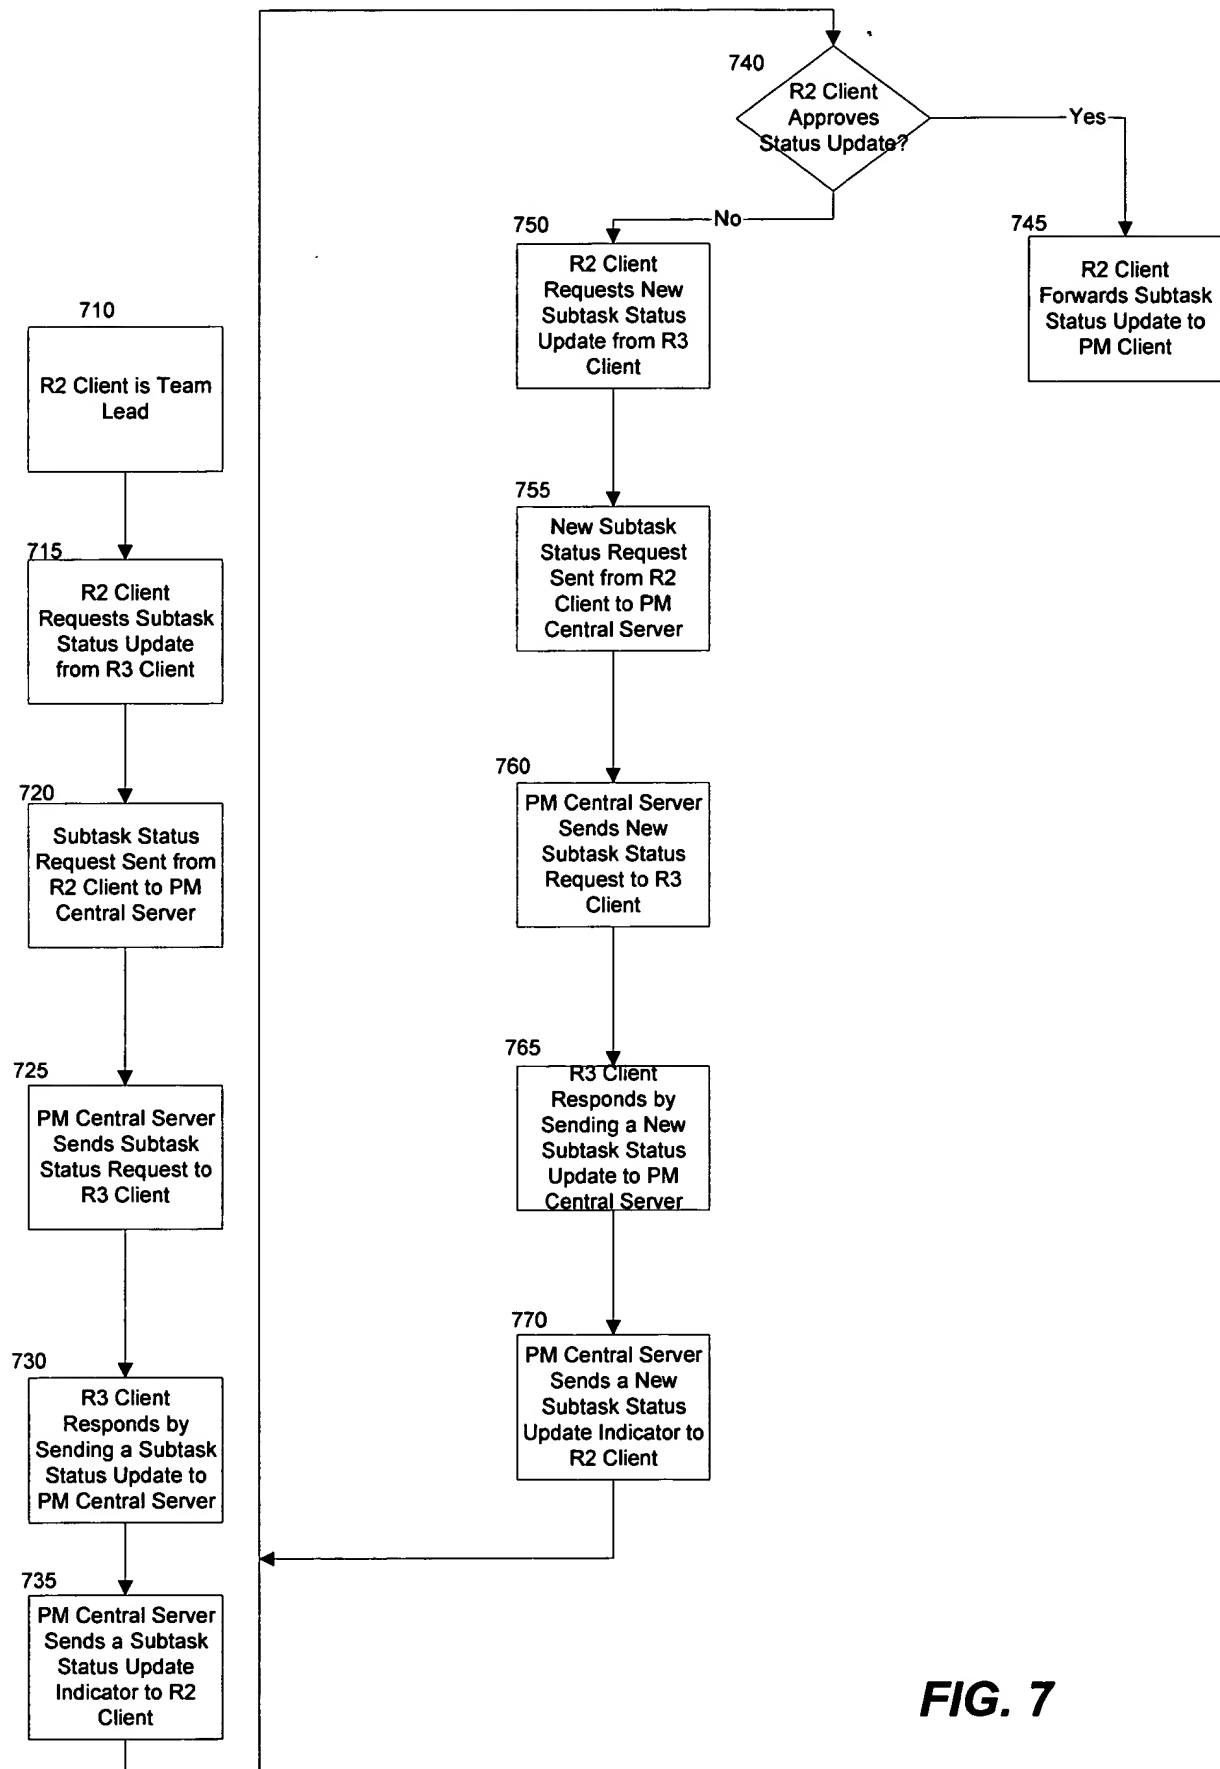 710
R2 Client is Team
Lead
715
R2 Client
Requests Subtask
Status Update
from R3 Client
720
Subtask Status
Request Sent from
R2 Client to PM
Central Server
725
PM Central Server
Sends Subtask
Status Request to
R3 Client
730
R3 Client
Responds by
Sending a Subtask
Status Update to
PM Central Server
735
PM Central Server
Sends a Subtask
Status Update
Indicator to R2
Client
740
R2 Client
Approves
Status Update?
Yes
745
R2 Client
Forwards Subtask
Status Update to
PM Client
No
750
R2 Client
Requests New
Subtask Status
Update from R3
Client
755
New Subtask
Status Request
Sent from R2
Client to PM
Central Server
760
PM Central Server
Sends New
Subtask Status
Request to R3
Client
765
R3 Client
Responds by
Sending a New
Subtask Status
Update to PM
Central Server
770
PM Central Server
Sends a New
Subtask Status
Update Indicator to
R2 Client
FIG. 7